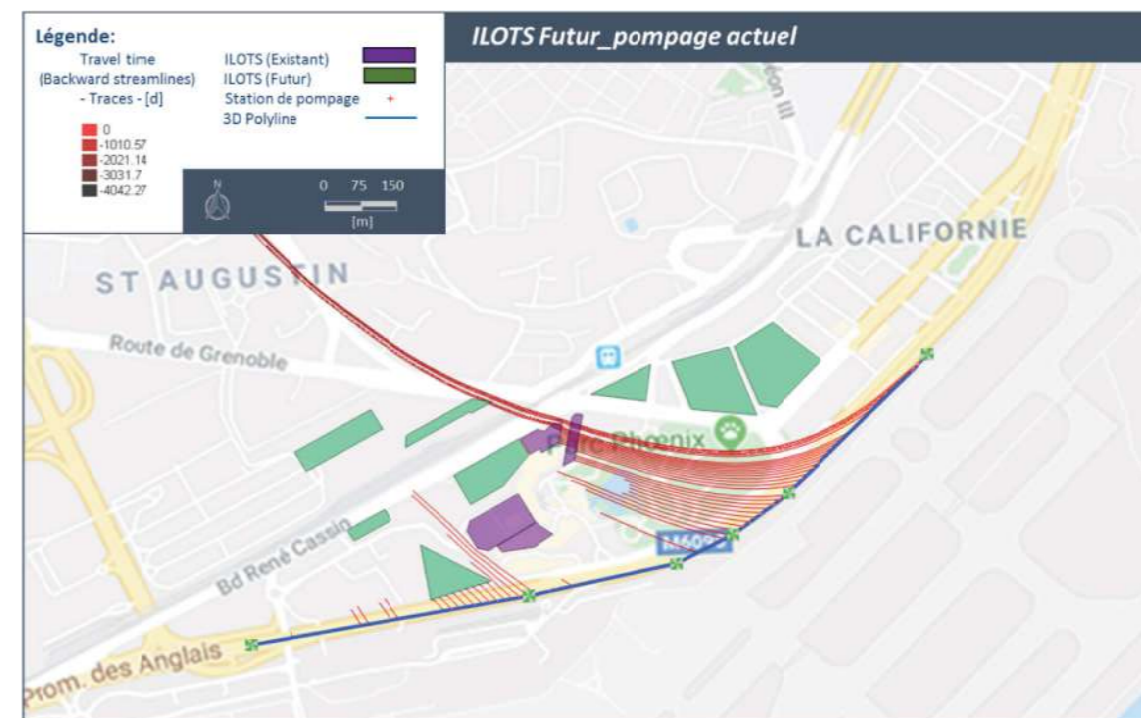 ILOTS Futur_pompage actuel
Légende:
Travel time
(Backward streamlines)
- Traces - [d]
0
-1010.57
-2021.14
-3031.7
-4042.27
ILOTS (Existant)
ILOTS (Futur)
Station de pompage
3D Polyline
N
0 75 150
[m]
éon III
LA CALIFORNIE
ST AUGUSTIN
Route de Grenoble
Parc Phoenix
Bd René Cassin
Prom. des Anglais